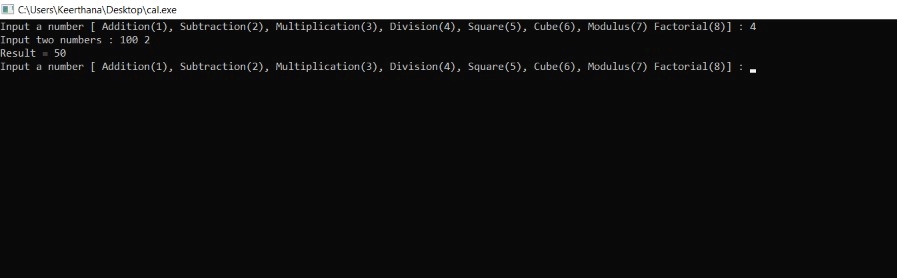 C:\Users\Keerthana\Desktop\cal.exe
Input a number [ Addition(1), Subtraction(2), Multiplication(3), Division(4), Square(5), Cube(6), Modulus(7) Factorial(8)] : 4
Input two numbers : 100 2
Result = 50
Input a number [ Addition(1), Subtraction(2), Multiplication(3), Division(4), Square(5), Cube(6), Modulus(7) Factorial(8)] :